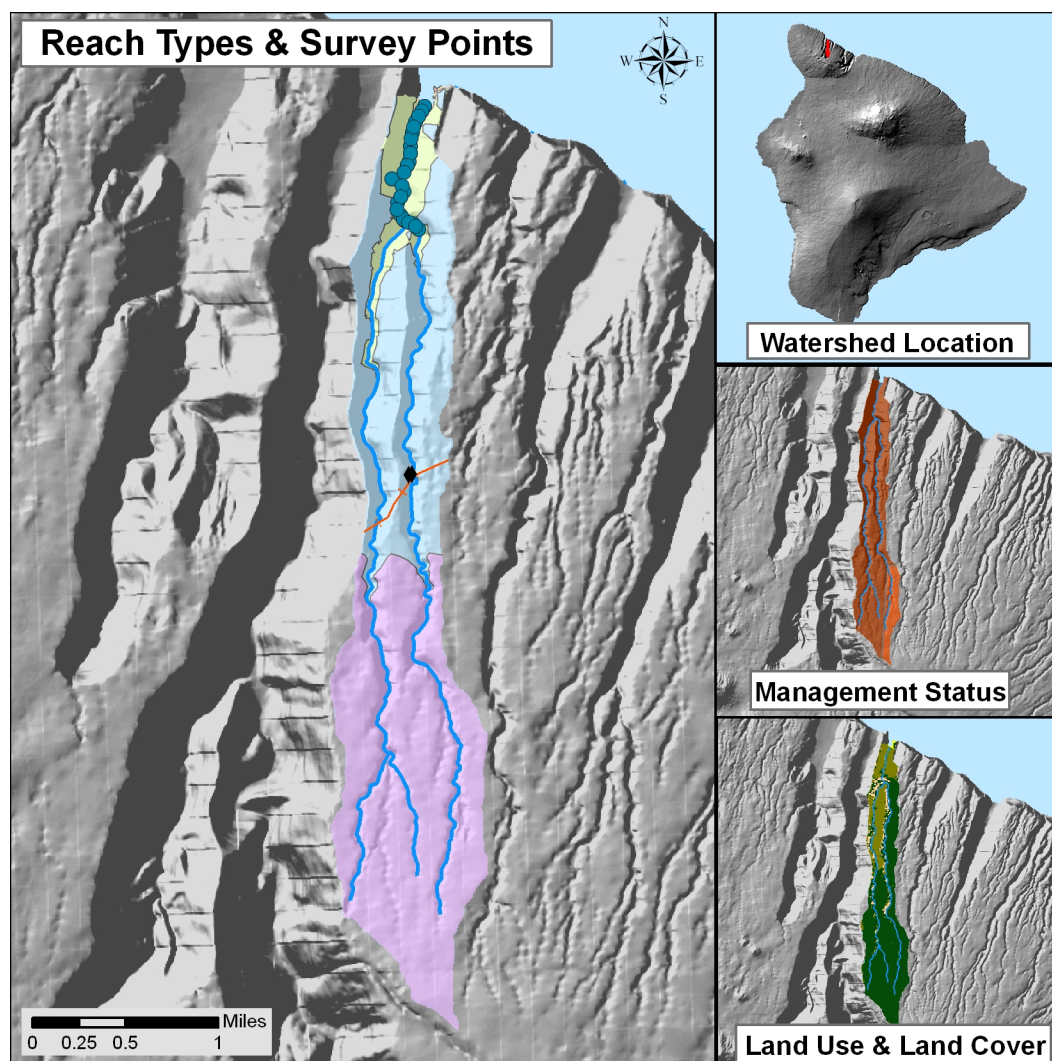 Reach Types & Survey Points
N
W E
S
Watershed Location
Management Status
Land Use & Land Cover
Miles
0 0.25 0.5 1